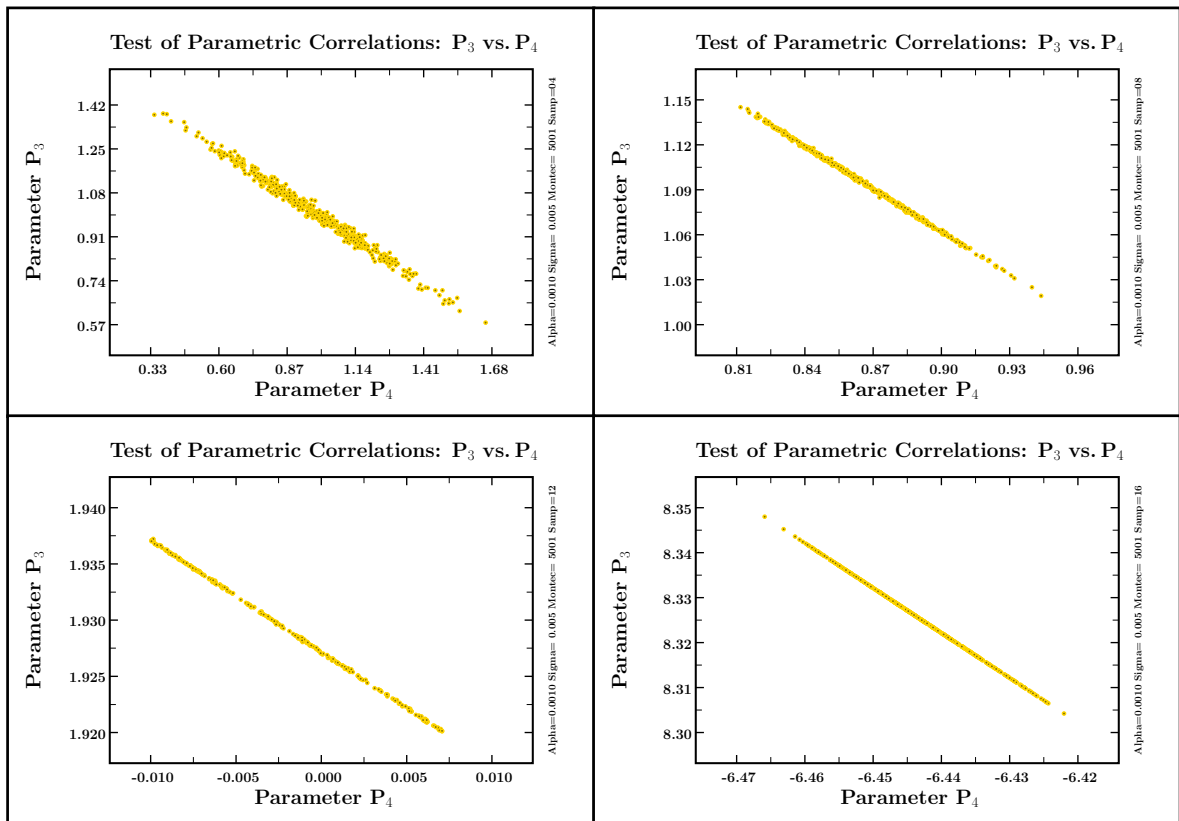 Test of Parametric Correlations: P3 vs. P4
Parameter P3
1.42
1.25
1.08
0.91
0.74
0.57
0.33 0.60 0.87 1.14 1.41 1.68
Parameter P4
Alpha=0.0010 Sigma= 0.005 Montec= 5001 Samp=04
Test of Parametric Correlations: P3 vs. P4
Parameter P3
1.15
1.12
1.09
1.06
1.03
1.00
0.81 0.84 0.87 0.90 0.93 0.96
Parameter P4
Alpha=0.0010 Sigma= 0.005 Montec= 5001 Samp=08
Test of Parametric Correlations: P3 vs. P4
Parameter P3
1.940
1.935
1.930
1.925
1.920
-0.010 -0.005 0.000 0.005 0.010
Parameter P4
Alpha=0.0010 Sigma= 0.005 Montec= 5001 Samp=12
Test of Parametric Correlations: P3 vs. P4
Parameter P3
8.35
8.34
8.33
8.32
8.31
8.30
-6.47 -6.46 -6.45 -6.44 -6.43 -6.42
Parameter P4
Alpha=0.0010 Sigma= 0.005 Montec= 5001 Samp=16